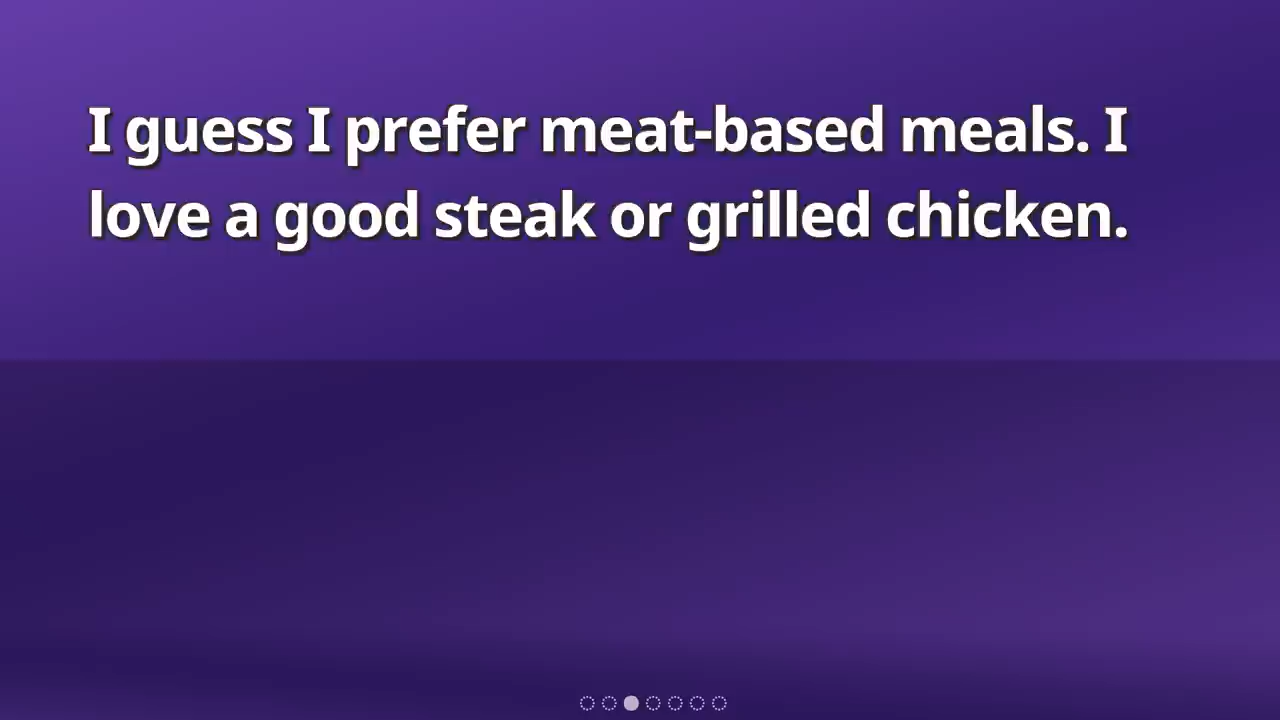 I guess I prefer meat-based meals. I
love a good steak or grilled chicken.